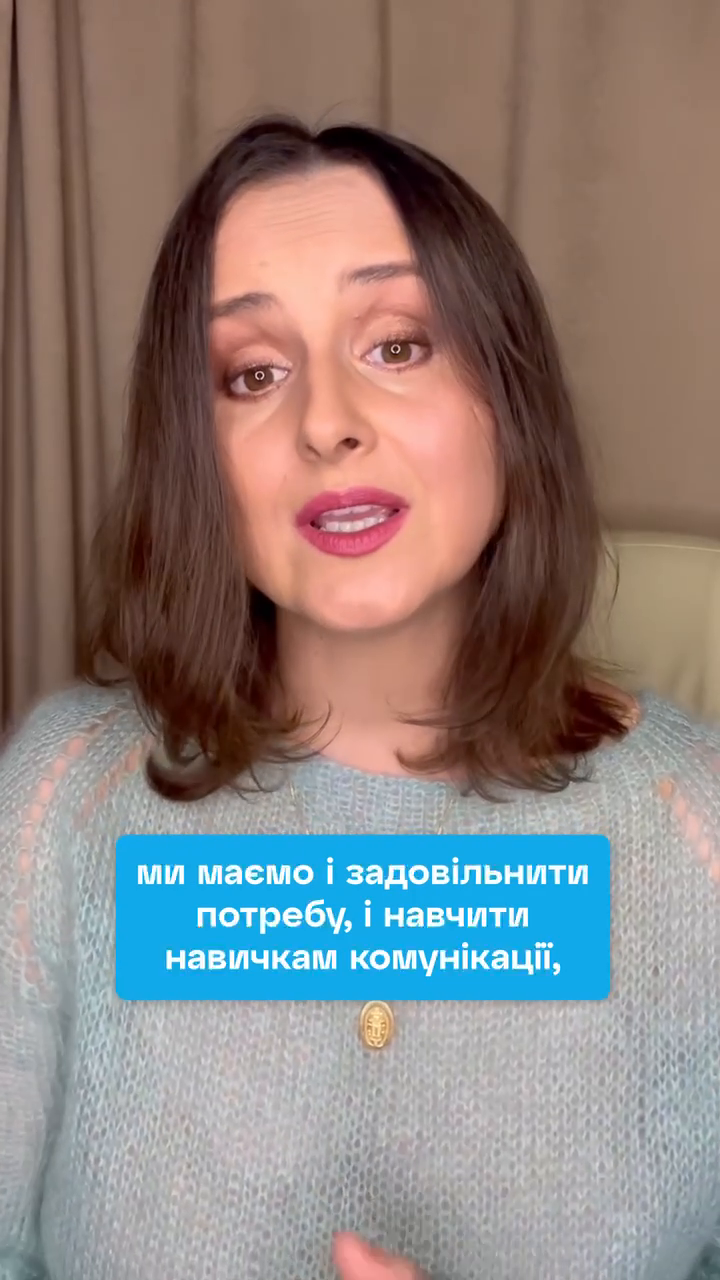 ми маємо і задовільнити
потребу, і навчити
навичкам комунікації,